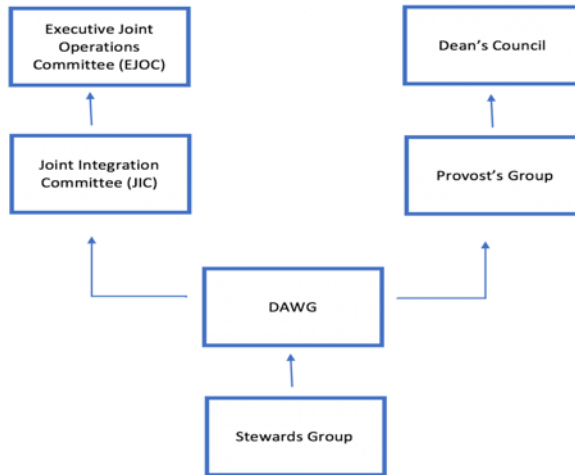 Executive Joint
Operations
Committee (EJOC)
Dean’s Council
Joint Integration
Committee (JIC)
Provost’s Group
DAWG
Stewards Group